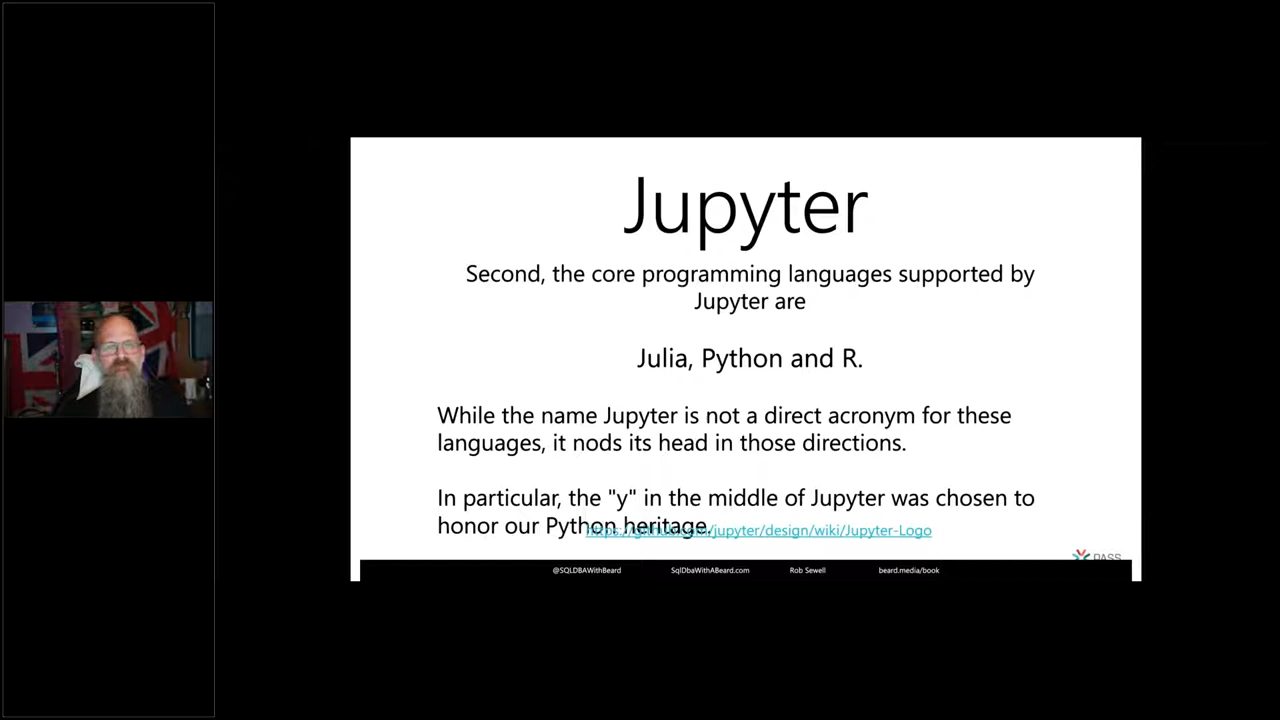 Jupyter
Second, the core programming languages supported by
Jupyter are
Julia, Python and R.
While the name Jupyter is not a direct acronym for these
languages, it nods its head in those directions.
In particular, the "y" in the middle of Jupyter was chosen to
honor our Python heritage.
https://github.com/jupyter/design/wiki/Jupyter-Logo
PASS
@SQLDBAWithBeard SqlDbaWithABeard.com Rob Sewell beard.media/book